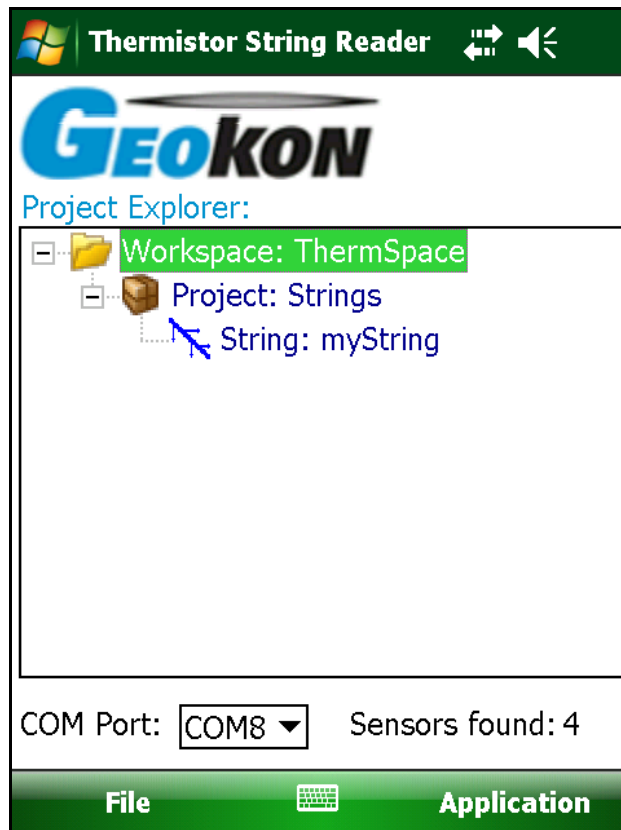 Thermistor String Reader
GEOKON
Project Explorer:
Workspace: ThermSpace
Project: Strings
String: myString
COM Port: COM8 Sensors found: 4
File Application